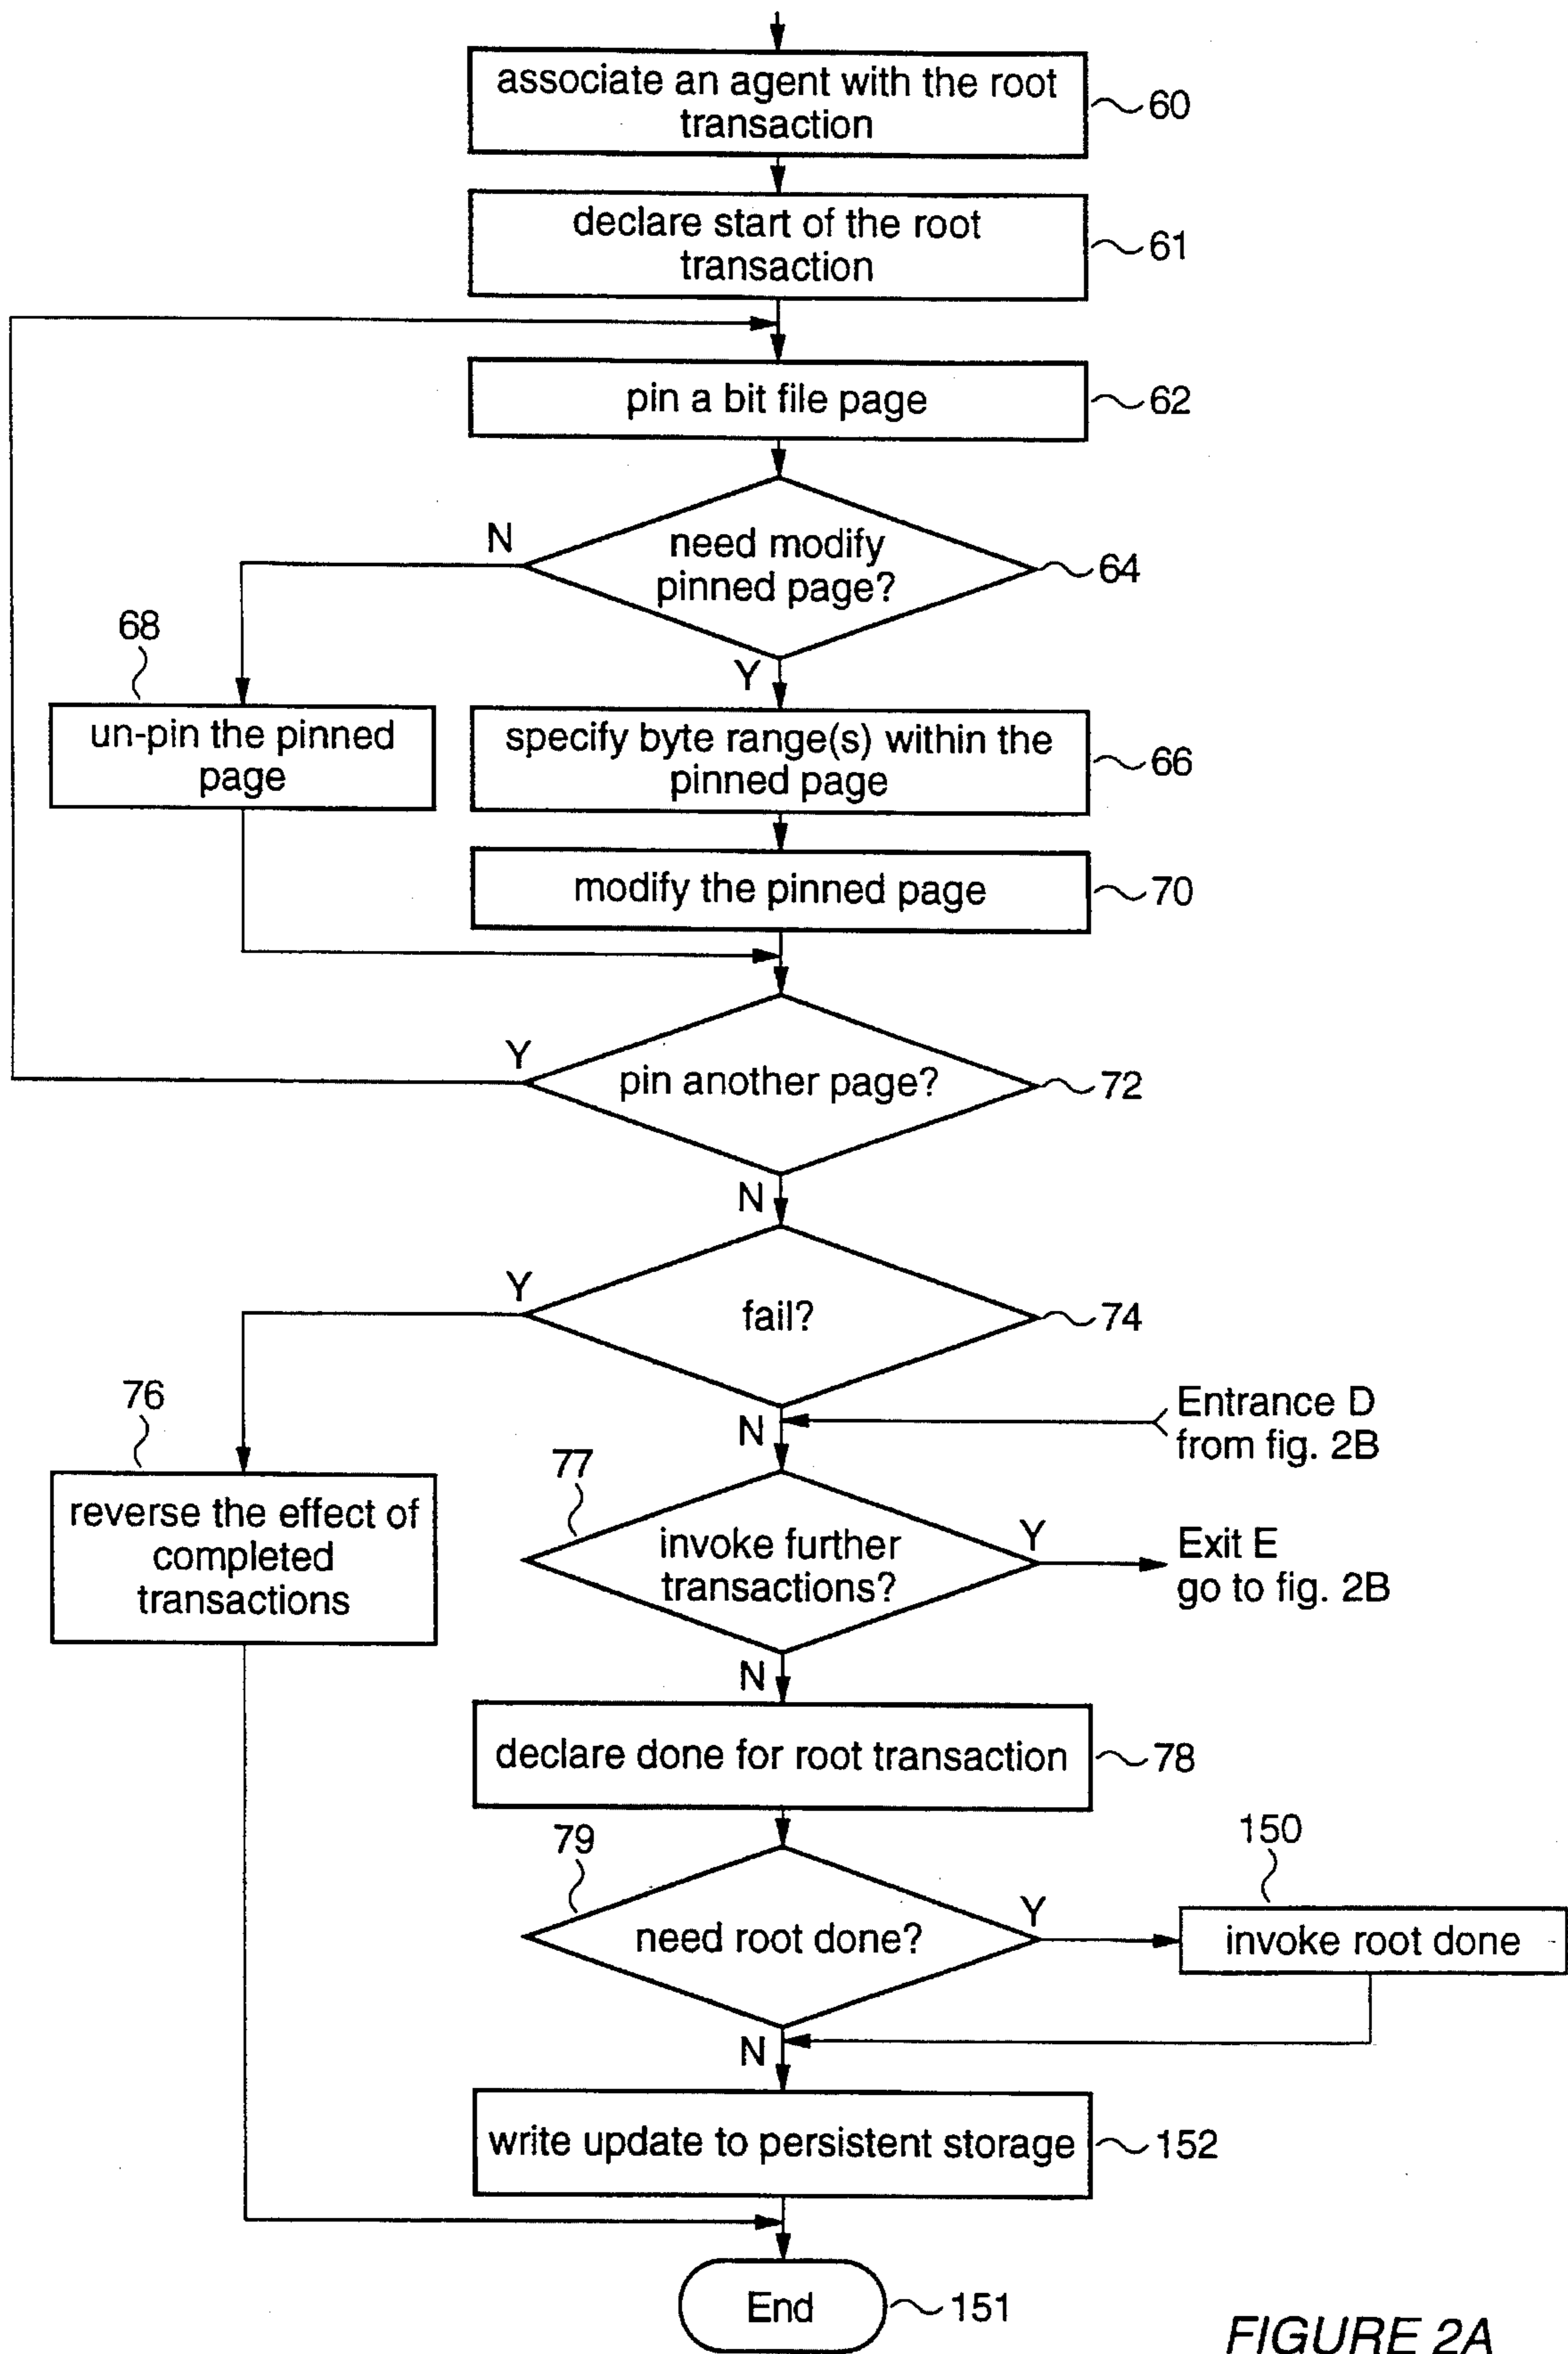 associate an agent with the root
transaction
60
declare start of the root
transaction
61
pin a bit file page
62
N
need modify
pinned page?
64
68
Y
un-pin the pinned
page
specify byte range(s) within the
pinned page
66
modify the pinned page
70
Y
pin another page?
72
N
Y
fail?
74
76
N
Entrance D
from fig. 2B
77
reverse the effect of
completed
transactions
invoke further
transactions?
Y
Exit E
go to fig. 2B
N
declare done for root transaction
78
79
150
need root done?
Y
invoke root done
N
write update to persistent storage
152
End
151
FIGURE 2A